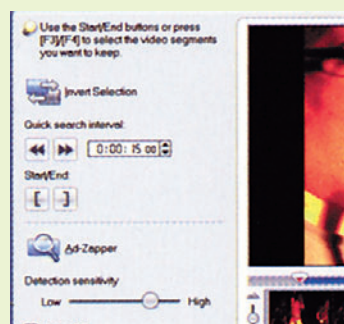 Use the Start/End buttons or press
[F3]/[F4] to select the video segments
you want to keep.
Invert Selection
Quick search interval:
0:00:15 00
Start/End:
[ ]
Ad-Zapper
Detection sensitivity
Low High